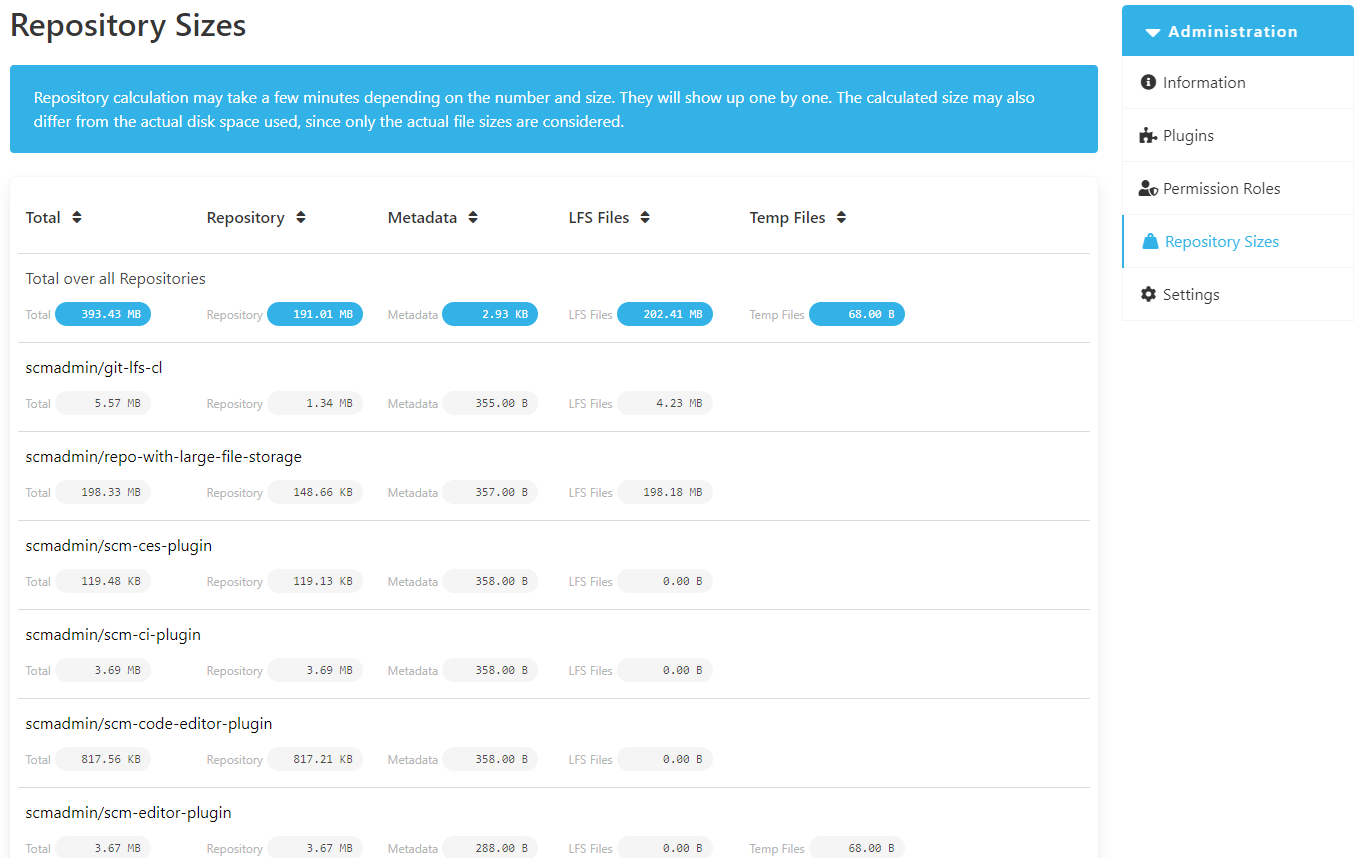 Repository Sizes
Repository calculation may take a few minutes depending on the number and size. They will show up one by one. The calculated size may also
differ from the actual disk space used, since only the actual file sizes are considered.
Total Repository Metadata LFS Files Temp Files
Total over all Repositories
Total 393.43 MB Repository 191.01 MB Metadata 2.93 KB LFS Files 202.41 MB Temp Files 68.00 B
scmadmin/git-lfs-cl
Total 5.57 MB Repository 1.34 MB Metadata 355.00 B LFS Files 4.23 MB
scmadmin/repo-with-large-file-storage
Total 198.33 MB Repository 148.66 KB Metadata 357.00 B LFS Files 198.18 MB
scmadmin/scm-ces-plugin
Total 119.48 KB Repository 119.13 KB Metadata 358.00 B LFS Files 0.00 B
scmadmin/scm-ci-plugin
Total 3.69 MB Repository 3.69 MB Metadata 358.00 B LFS Files 0.00 B
scmadmin/scm-code-editor-plugin
Total 817.56 KB Repository 817.21 KB Metadata 358.00 B LFS Files 0.00 B
scmadmin/scm-editor-plugin
Total 3.67 MB Repository 3.67 MB Metadata 288.00 B LFS Files 0.00 B Temp Files 68.00 B
Administration
Information
Plugins
Permission Roles
Repository Sizes
Settings